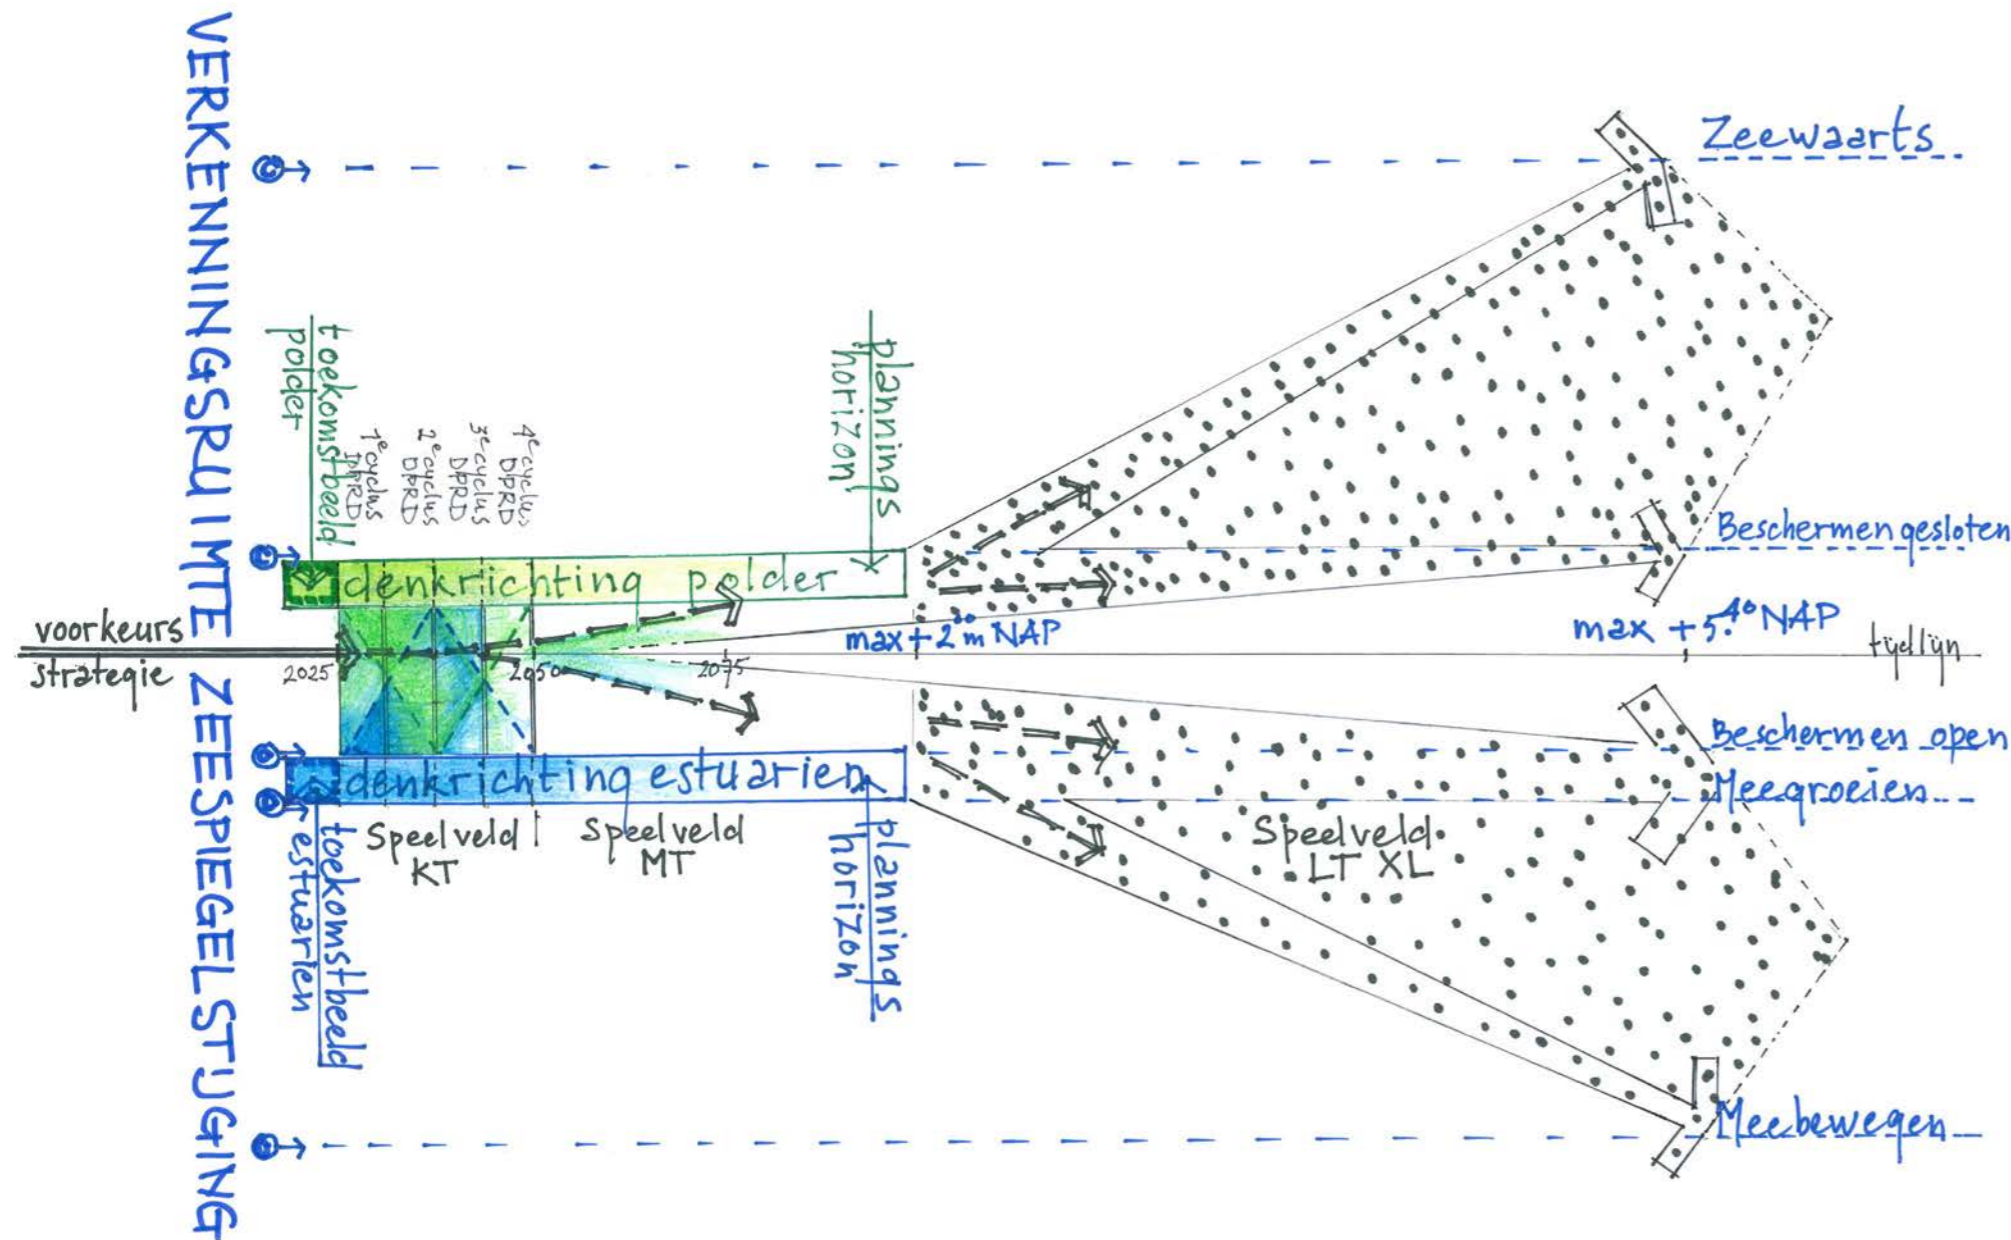 VERKENNINGSRUIMTE ZEESPIEGELSTIJGING
Zeewaarts
toekomstbeeld
polder
1e cyclus
DPRD
2e cyclus
DPRD
3e cyclus
DPRD
4e cyclus
DPRD
plannings
horizon
Beschermen gesloten
denkrichting polder
voorkeurs
strategie
2025
2050
2075
max + 2.00 m NAP
max + 5.40 NAP
tijdlijn
Beschermen open
denkrichting estuarien
Meegroeien
Speelveld
KT
Speelveld
MT
Speelveld
LT XL
toekomstbeeld
estuarien
plannings
horizon
Meebewegen